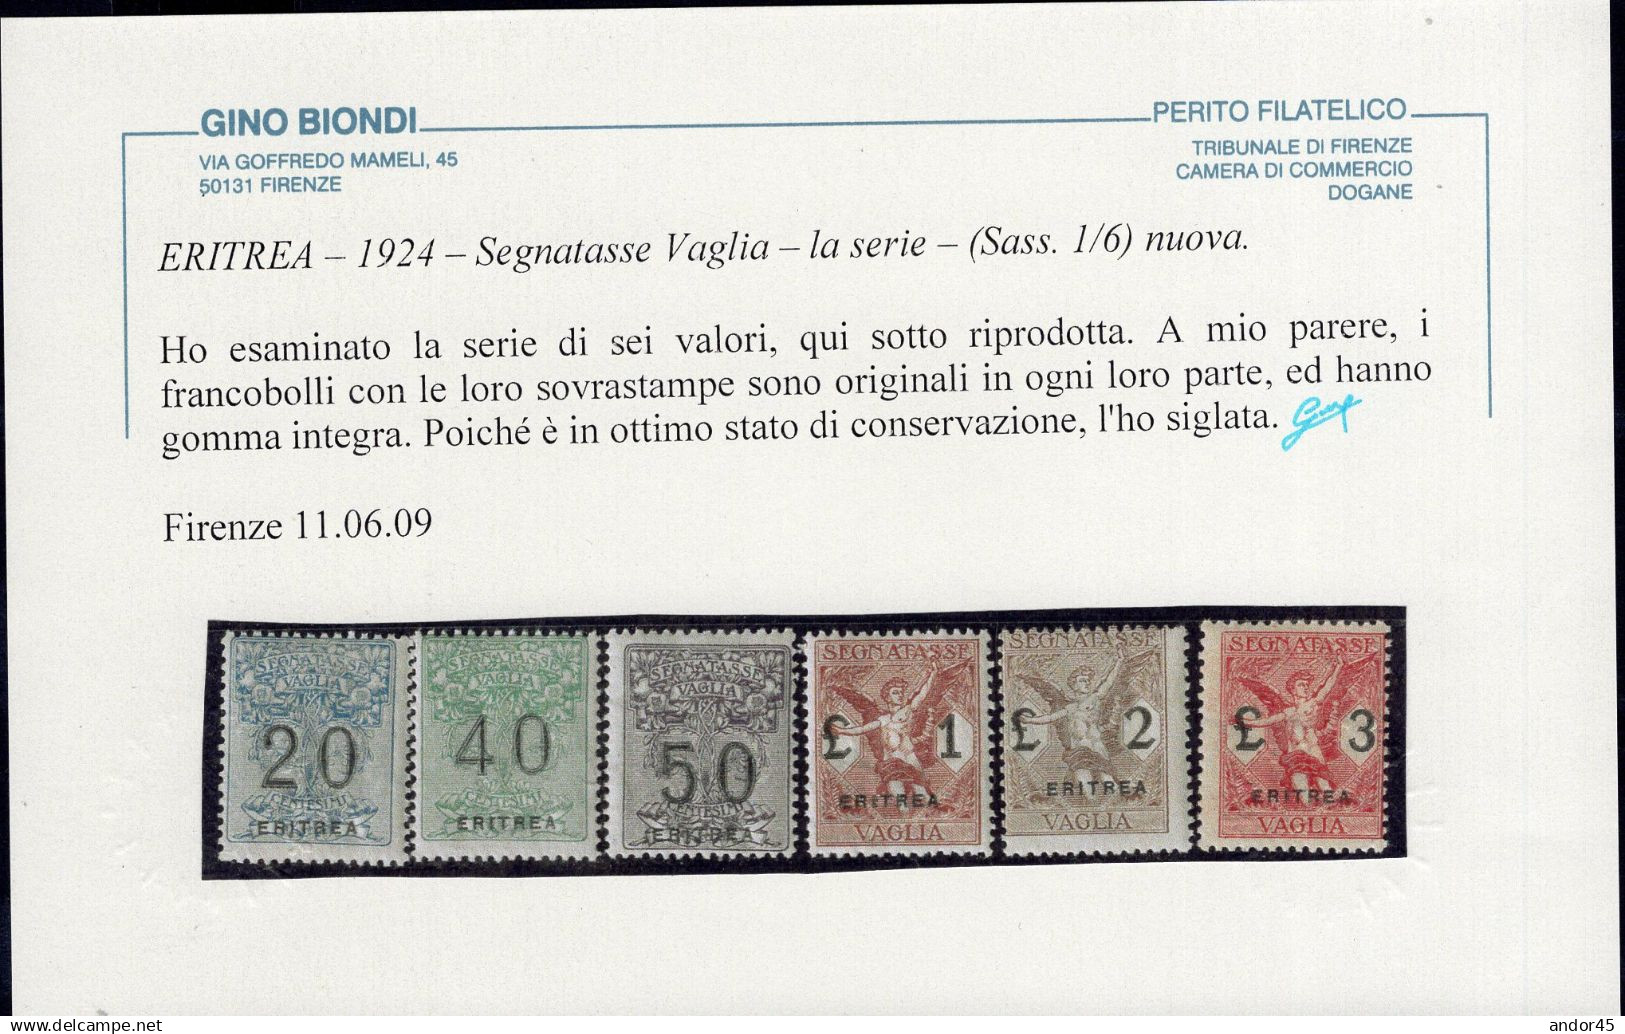 GINO BIONDI
VIA GOFFREDO MAMELI, 45
50131 FIRENZE
PERITO FILATELICO
TRIBUNALE DI FIRENZE
CAMERA DI COMMERCIO
DOGANE
ERITREA – 1924 – Segnatasse Vaglia – la serie – (Sass. 1/6) nuova.
Ho esaminato la serie di sei valori, qui sotto riprodotta. A mio parere, i
francobolli con le loro sovrastampe sono originali in ogni loro parte, ed hanno
gomma integra. Poiché è in ottimo stato di conservazione, l'ho siglata.
Firenze 11.06.09
SEGNATASSE
VAGLIA
20
CENTESIMI
ERITREA
SEGNATASSE
VAGLIA
40
CENTESIMI
ERITREA
SEGNATASSE
VAGLIA
50
CENTESIMI
ERITREA
SEGNATASSE
£ 1
ERITREA
VAGLIA
SEGNATASSE
£ 2
ERITREA
VAGLIA
SEGNATASSE
£ 3
ERITREA
VAGLIA
www.delcampe.net
andor45